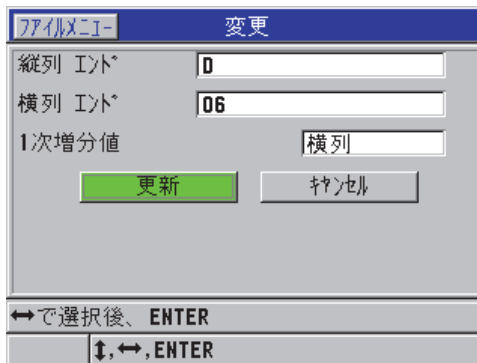 ﾌｱｲﾙﾒﾆｭｰ 変更
縦列 ｴﾝﾄﾞ D
横列 ｴﾝﾄﾞ 06
1次増分値 横列
更新 ｷｬﾝｾﾙ
↔で選択後、ENTER
↕,↔,ENTER